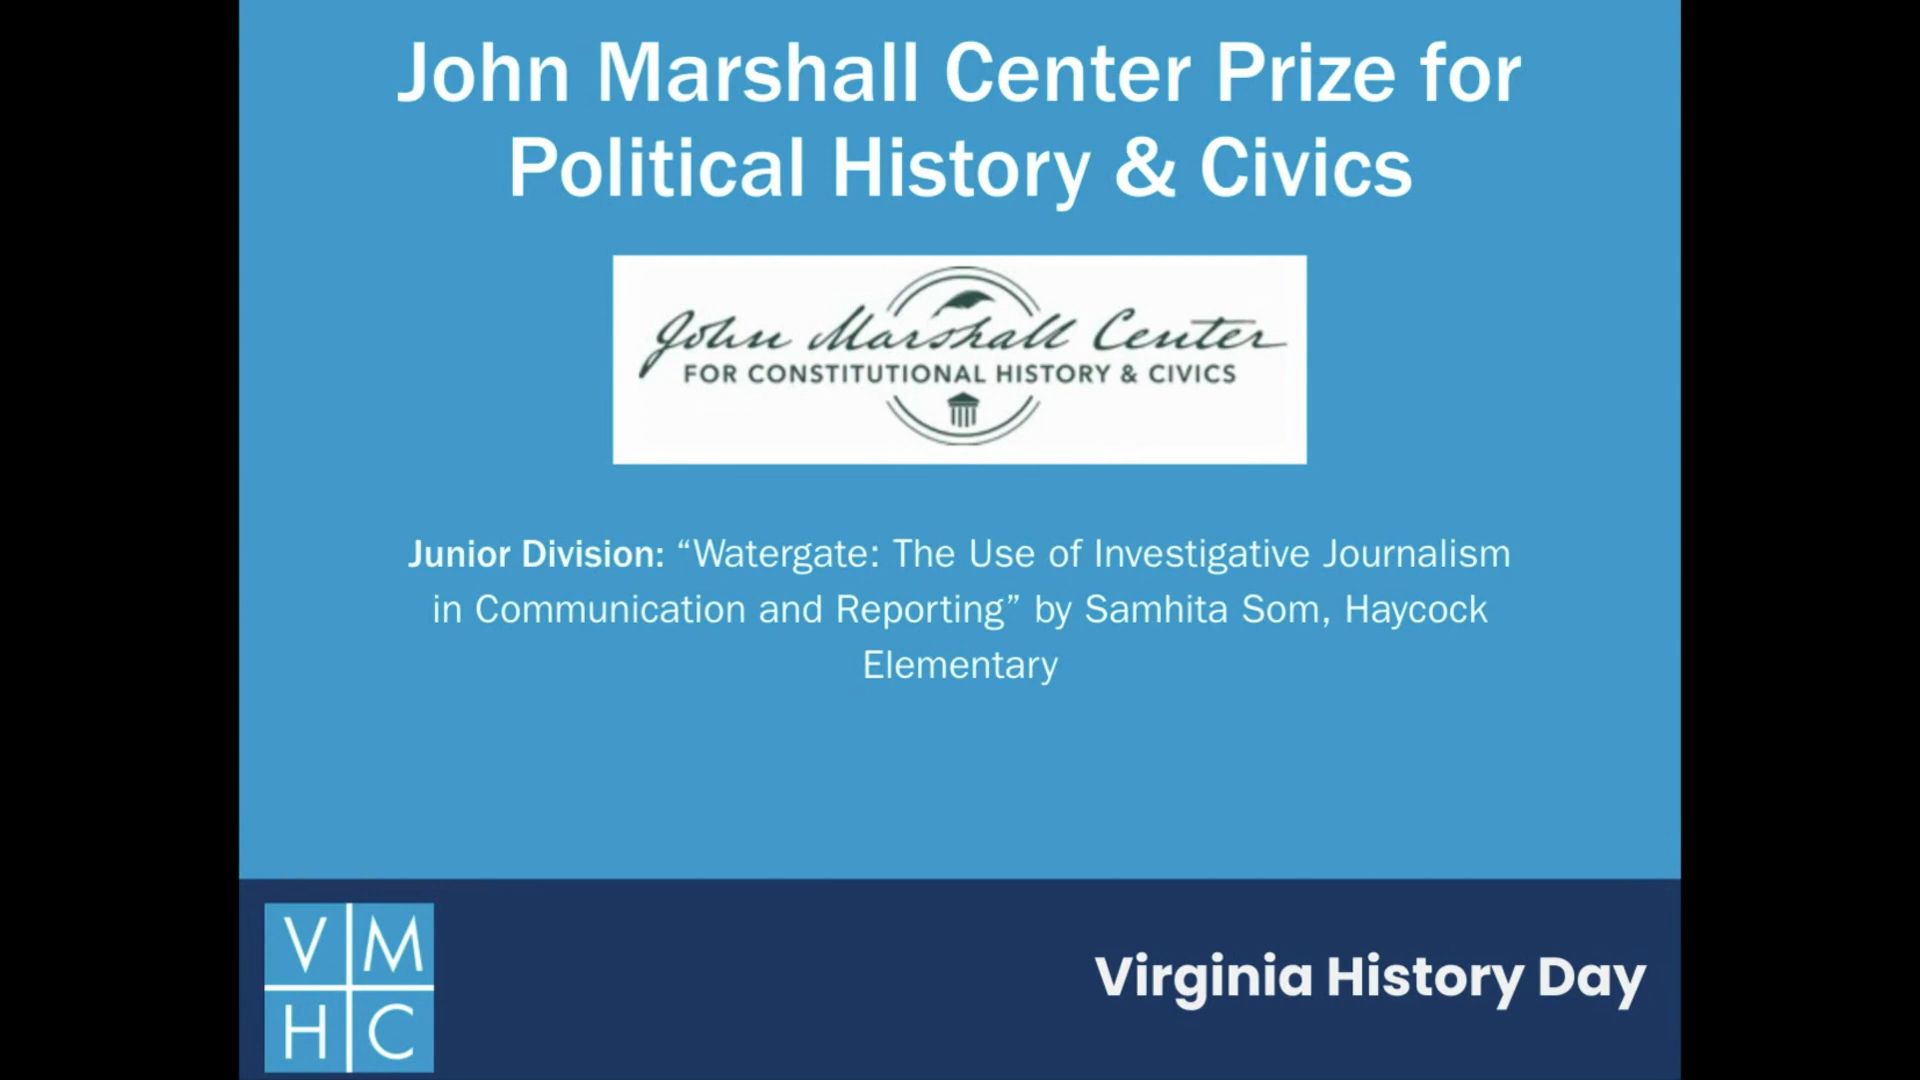 John Marshall Center Prize for
Political History & Civics
John Marshall Center
FOR CONSTITUTIONAL HISTORY & CIVICS
Junior Division: “Watergate: The Use of Investigative Journalism
in Communication and Reporting” by Samhita Som, Haycock
Elementary
V M
H C
Virginia History Day